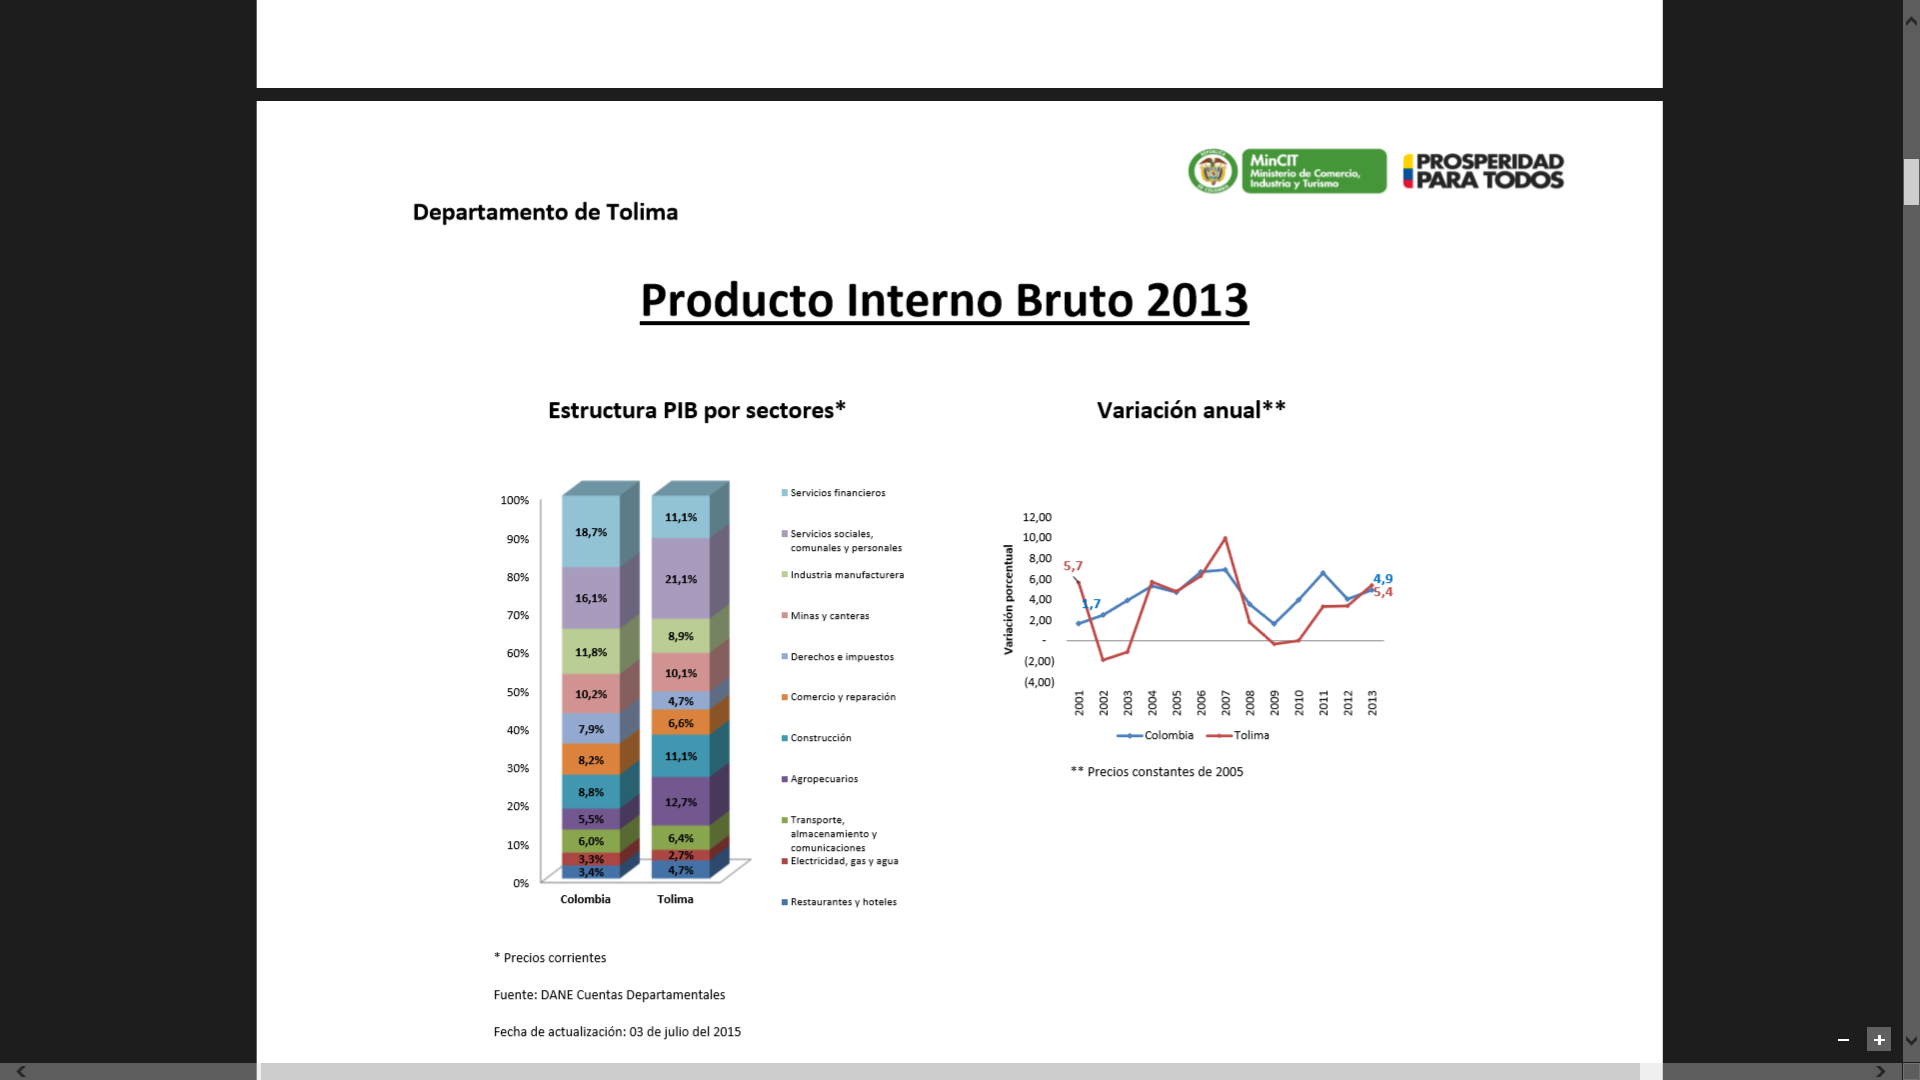 MinCIT
Ministerio de Comercio,
Industria y Turismo
PROSPERIDAD
PARA TODOS
Departamento de Tolima
Producto Interno Bruto 2013
Estructura PIB por sectores*
100%
90%
80%
70%
60%
50%
40%
30%
20%
10%
0%
18,7%
16,1%
11,8%
10,2%
7,9%
8,2%
8,8%
5,5%
6,0%
3,3%
3,4%
11,1%
21,1%
8,9%
10,1%
4,7%
6,6%
11,1%
12,7%
6,4%
2,7%
4,7%
Colombia
Tolima
Servicios financieros
Servicios sociales,
comunales y personales
Industria manufacturera
Minas y canteras
Derechos e impuestos
Comercio y reparación
Construcción
Agropecuarios
Transporte,
almacenamiento y
comunicaciones
Electricidad, gas y agua
Restaurantes y hoteles
* Precios corrientes
Fuente: DANE Cuentas Departamentales
Fecha de actualización: 03 de julio del 2015
Variación anual**
Variación porcentual
12,00
10,00
8,00
6,00
4,00
2,00
-
(2,00)
(4,00)
5,7
1,7
4,9
5,4
2001
2002
2003
2004
2005
2006
2007
2008
2009
2010
2011
2012
2013
Colombia
Tolima
** Precios constantes de 2005